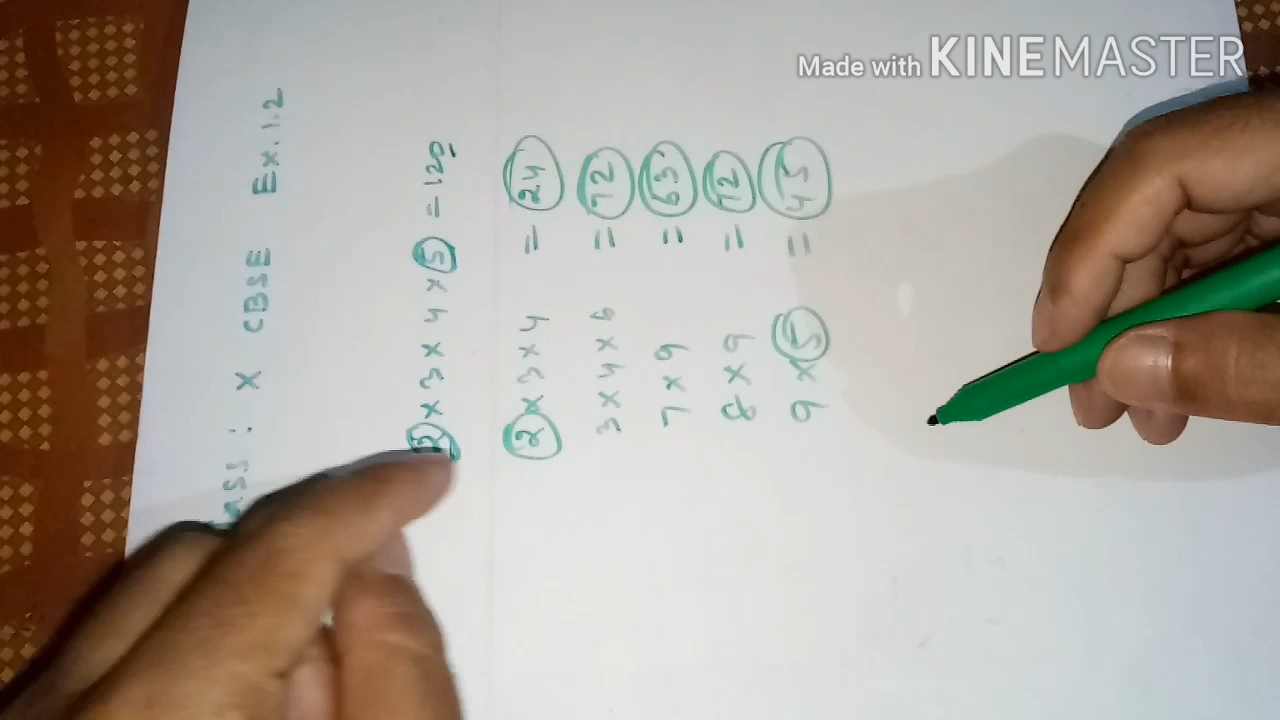 Made with KINEMASTER
ass : X CBSE Ex.1.2
2 × 3 × 4 × 5 = 120
2 × 3 × 4 = 24
3 × 4 × 6 = 72
7 × 9 = 63
8 × 9 = 72
9 × 5 = 45